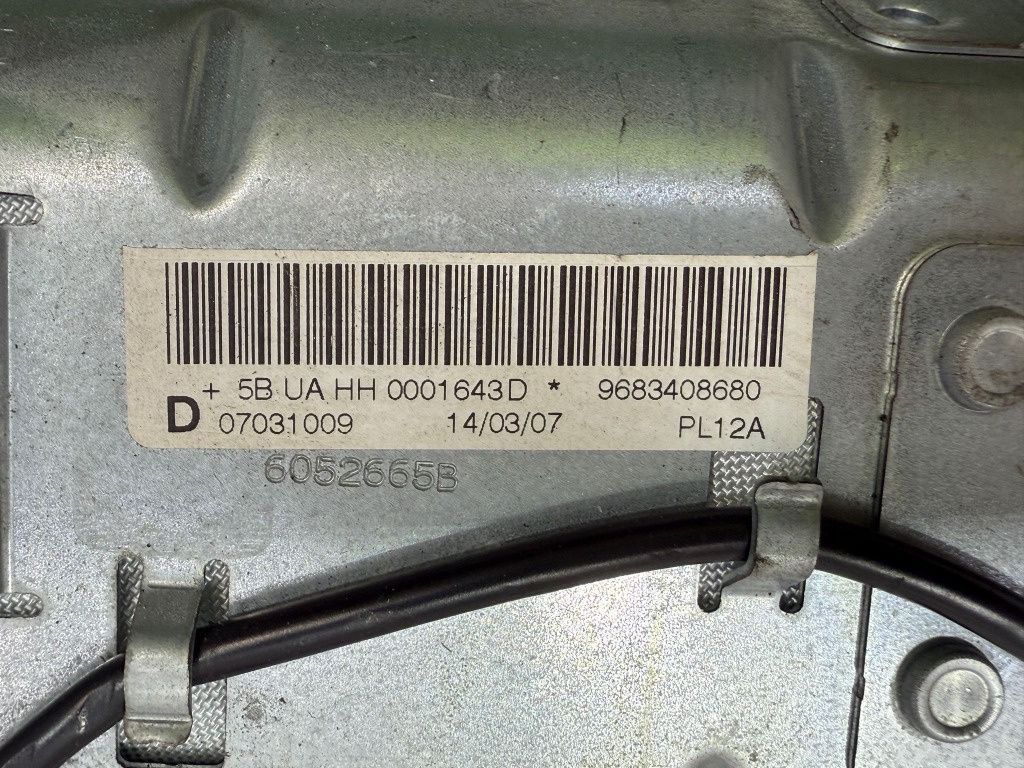 + 5B UA HH 0001643D * 9683408680
D 07031009 14/03/07 PL12A
6052665B